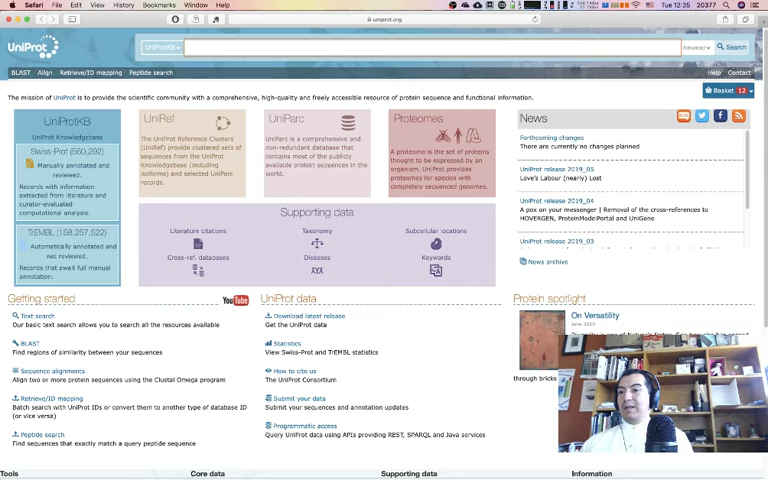 Safari File Edit View History Bookmarks Window Help
Tue 12:35 20377
uniprot.org
UniProt
UniProtKB
Advanced
Search
BLAST Align Retrieve/ID mapping Peptide search
Help Contact
Basket 12
The mission of UniProt is to provide the scientific community with a comprehensive, high-quality and freely accessible resource of protein sequence and functional information.
UniProtKB
UniProt Knowledgebase
Swiss-Prot (560,292)
Manually annotated and
reviewed.
Records with information
extracted from literature and
curator-evaluated
computational analysis.
TrEMBL (158,257,522)
Automatically annotated and
not reviewed.
Records that await full manual
annotation.
UniRef
The UniProt Reference Clusters
(UniRef) provide clustered sets of
sequences from the UniProt
Knowledgebase (including
isoforms) and selected UniParc
records.
UniParc
UniParc is a comprehensive and
non-redundant database that
contains most of the publicly
available protein sequences in the
world.
Proteomes
A proteome is the set of proteins
thought to be expressed by an
organism. UniProt provides
proteomes for species with
completely sequenced genomes.
Supporting data
Literature citations
Taxonomy
Subcellular locations
Cross-ref. databases
Diseases
Keywords
News
Forthcoming changes
There are currently no changes planned
UniProt release 2019_05
Love's Labour (nearly) Lost
UniProt release 2019_04
A pox on your messenger | Removal of the cross-references to
HOVERGEN, ProteinModelPortal and UniGene
UniProt release 2019_03
News archive
Getting started
YouTube
Text search
Our basic text search allows you to search all the resources available
BLAST
Find regions of similarity between your sequences
Sequence alignments
Align two or more protein sequences using the Clustal Omega program
Retrieve/ID mapping
Batch search with UniProt IDs or convert them to another type of database ID
(or vice versa)
Peptide search
Find sequences that exactly match a query peptide sequence
UniProt data
Download latest release
Get the UniProt data
Statistics
View Swiss-Prot and TrEMBL statistics
How to cite us
The UniProt Consortium
Submit your data
Submit your sequences and annotation updates
Programmatic access
Query UniProt data using APIs providing REST, SPARQL and Java services
Protein spotlight
On Versatility
June 2019
through bricks
Tools
Core data
Supporting data
Information